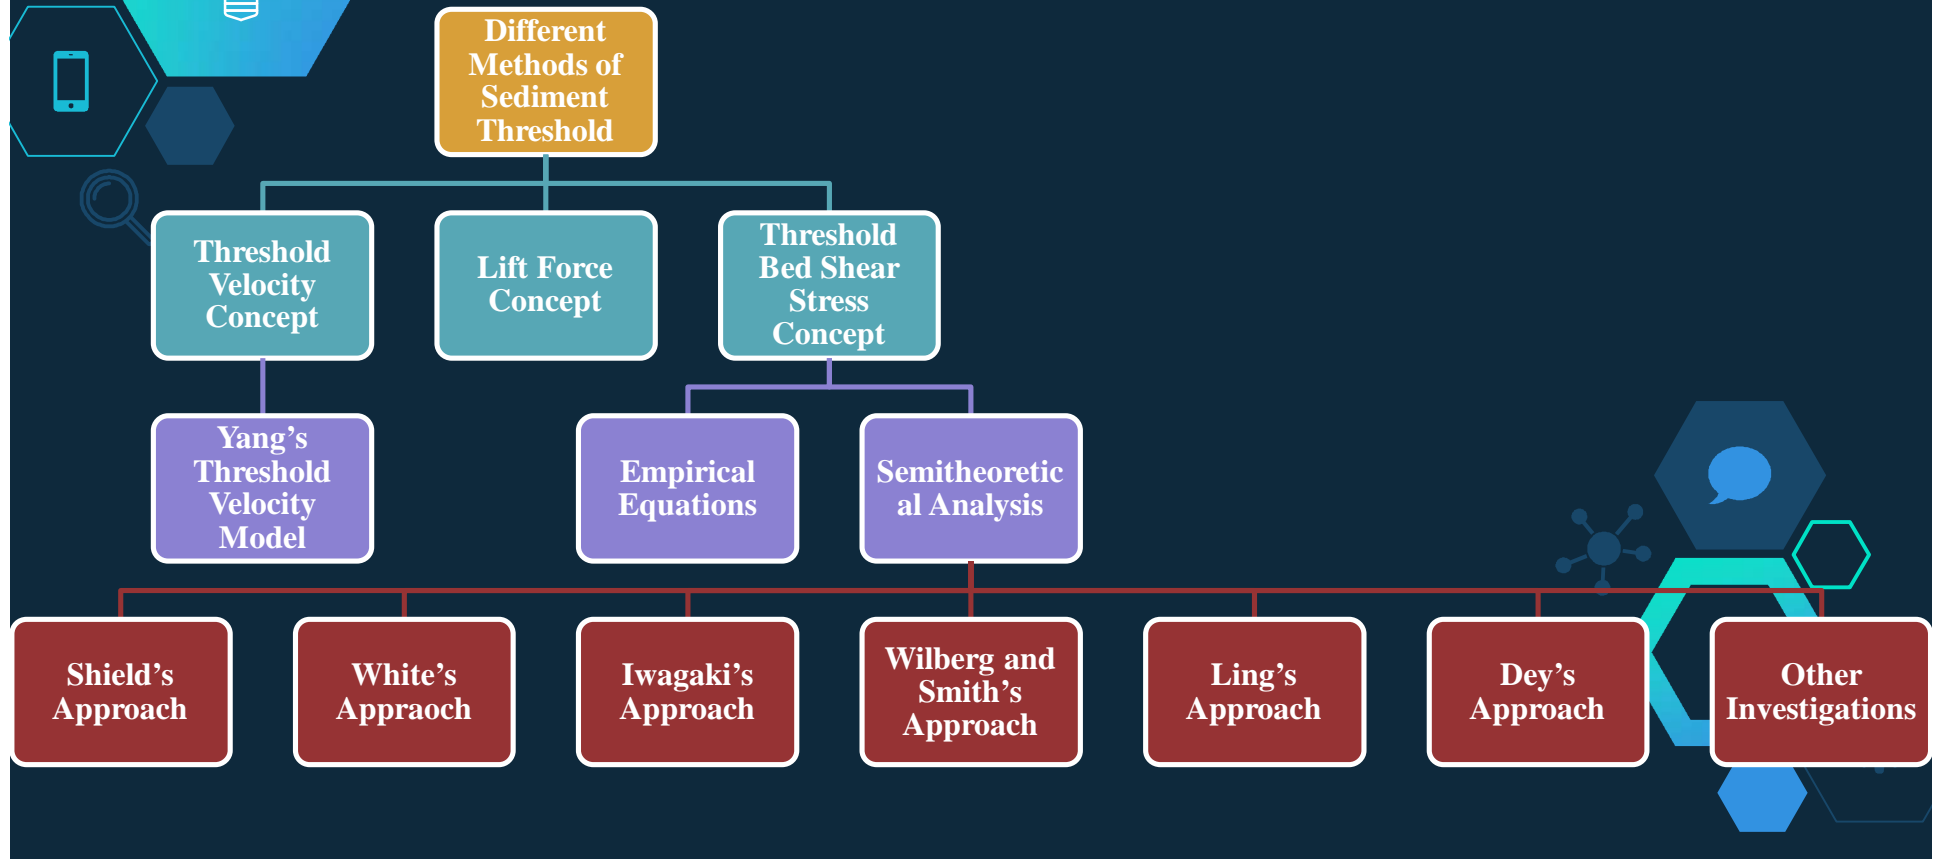 Different
Methods of
Sediment
Threshold
Threshold
Velocity
Concept
Lift Force
Concept
Threshold
Bed Shear
Stress
Concept
Yang’s
Threshold
Velocity
Model
Empirical
Equations
Semitheoretic
al Analysis
Shield’s
Approach
White’s
Appraoch
Iwagaki’s
Approach
Wilberg and
Smith’s
Approach
Ling’s
Approach
Dey’s
Approach
Other
Investigations